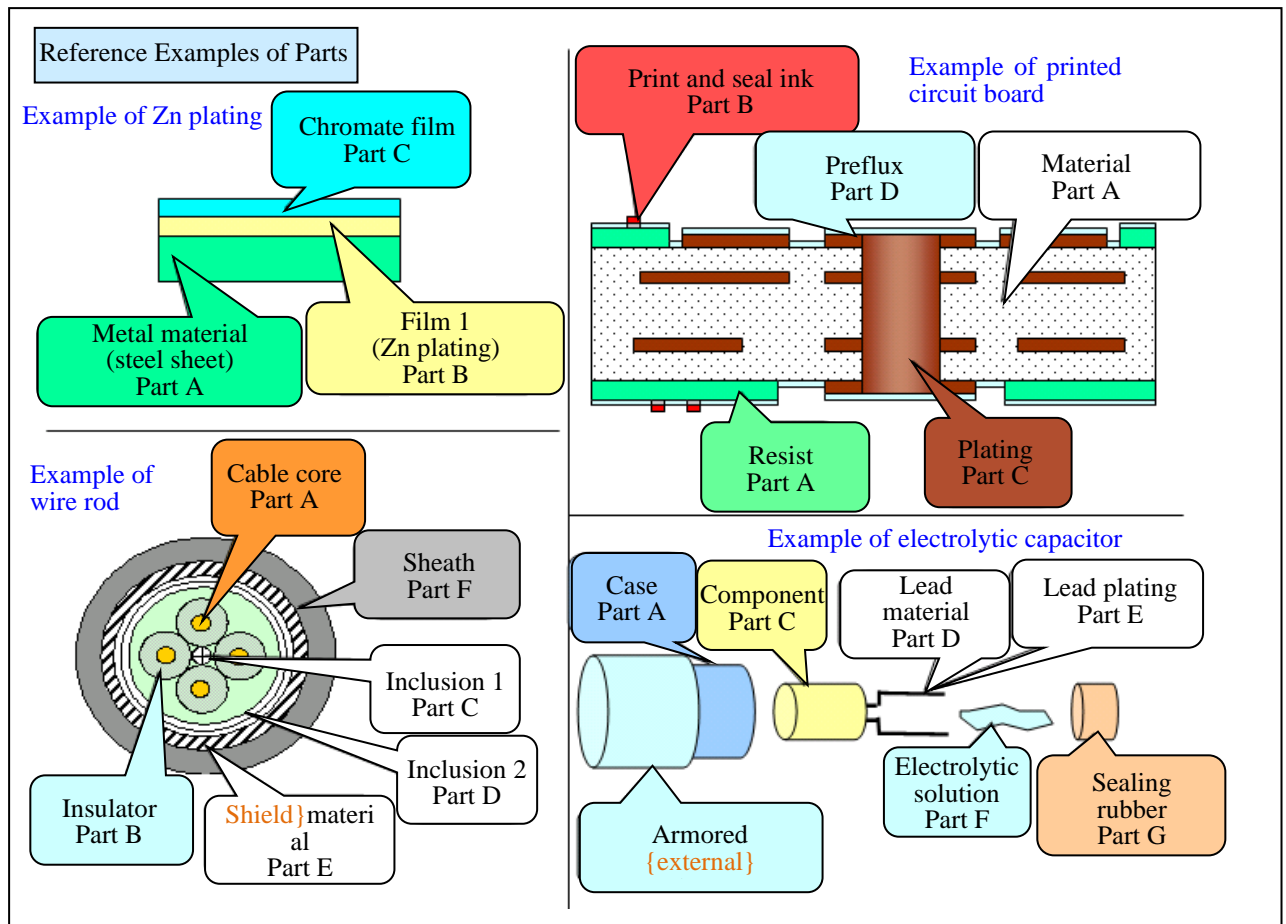 Reference Examples of Parts
Example of Zn plating
Chromate film
Part C
Metal material
(steel sheet)
Part A
Film 1
(Zn plating)
Part B
Example of printed
circuit board
Print and seal ink
Part B
Preflux
Part D
Material
Part A
Resist
Part A
Plating
Part C
Example of
wire rod
Cable core
Part A
Sheath
Part F
Inclusion 1
Part C
Inclusion 2
Part D
Insulator
Part B
Shield}materi
al
Part E
Example of electrolytic capacitor
Case
Part A
Component
Part C
Lead
material
Part D
Lead plating
Part E
Armored
{external}
Electrolytic
solution
Part F
Sealing
rubber
Part G